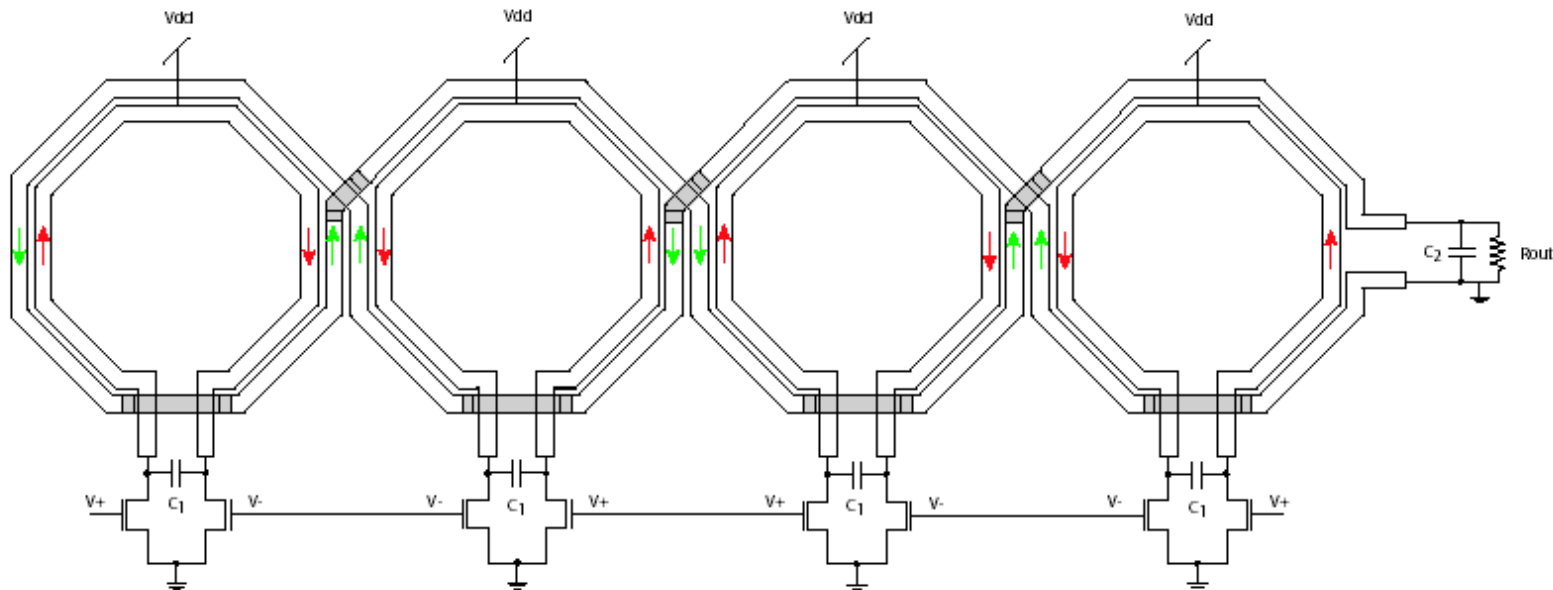 Vdd Vdd Vdd Vdd
C2 Rout
V+ C1 V- V- C1 V+ V+ C1 V- V- C1 V+